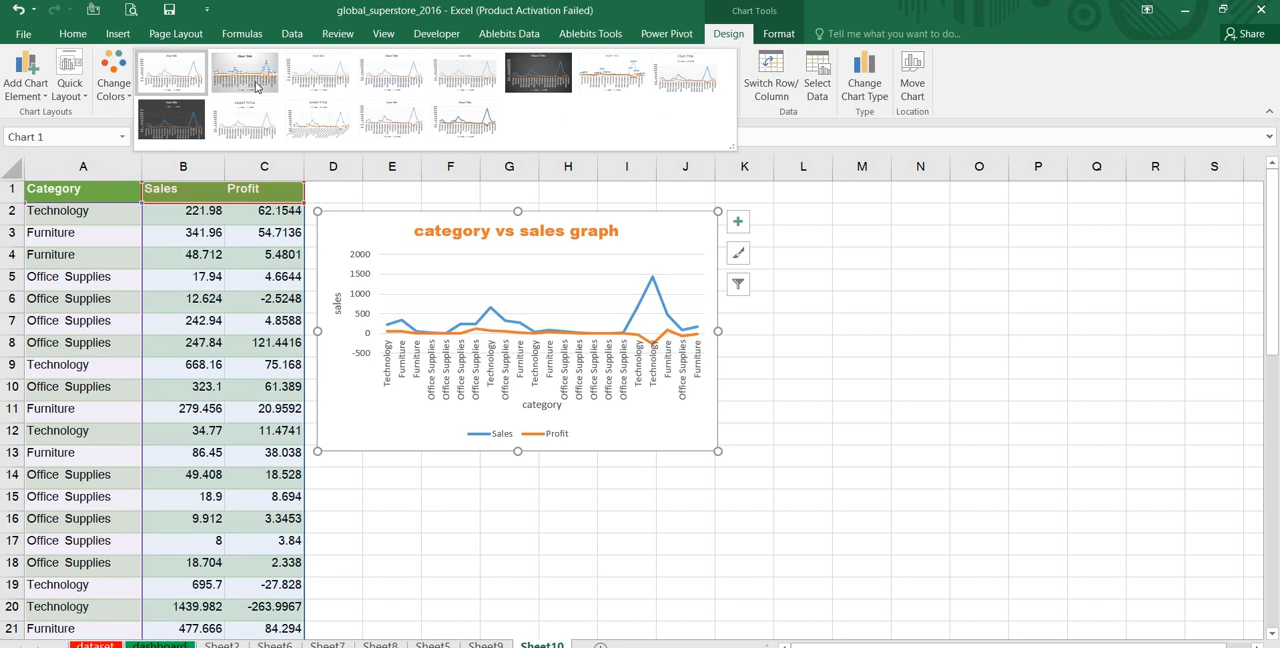 global_superstore_2016 - Excel (Product Activation Failed)
Chart Tools
File Home Insert Page Layout Formulas Data Review View Developer Ablebits Data Ablebits Tools Power Pivot Design Format Tell me what you want to do... Share
Add Chart Element
Quick Layout
Change Colors
Switch Row/ Column
Select Data
Change Chart Type
Move Chart
Chart Layouts
Data Type Location
Chart 1
A B C D E F G H I J K L M N O P Q R S
1 Category Sales Profit
2 Technology 221.98 62.1544
3 Furniture 341.96 54.7136
4 Furniture 48.712 5.4801
5 Office Supplies 17.94 4.6644
6 Office Supplies 12.624 -2.5248
7 Office Supplies 242.94 4.8588
8 Office Supplies 247.84 121.4416
9 Technology 668.16 75.168
10 Office Supplies 323.1 61.389
11 Furniture 279.456 20.9592
12 Technology 34.77 11.4741
13 Furniture 86.45 38.038
14 Office Supplies 49.408 18.528
15 Office Supplies 18.9 8.694
16 Office Supplies 9.912 3.3453
17 Office Supplies 8 3.84
18 Office Supplies 18.704 2.338
19 Technology 695.7 -27.828
20 Technology 1439.982 -263.9967
21 Furniture 477.666 84.294
category vs sales graph
2000
1500
1000
500
0
-500
sales
Technology
Furniture
Furniture
Office Supplies
Office Supplies
Office Supplies
Office Supplies
Technology
Office Supplies
Furniture
Technology
Furniture
Office Supplies
Office Supplies
Office Supplies
Office Supplies
Office Supplies
Technology
Technology
Furniture
Office Supplies
Furniture
category
Sales Profit
dataset dashboard Sheet2 Sheet6 Sheet7 Sheet8 Sheet5 Sheet9 Sheet10